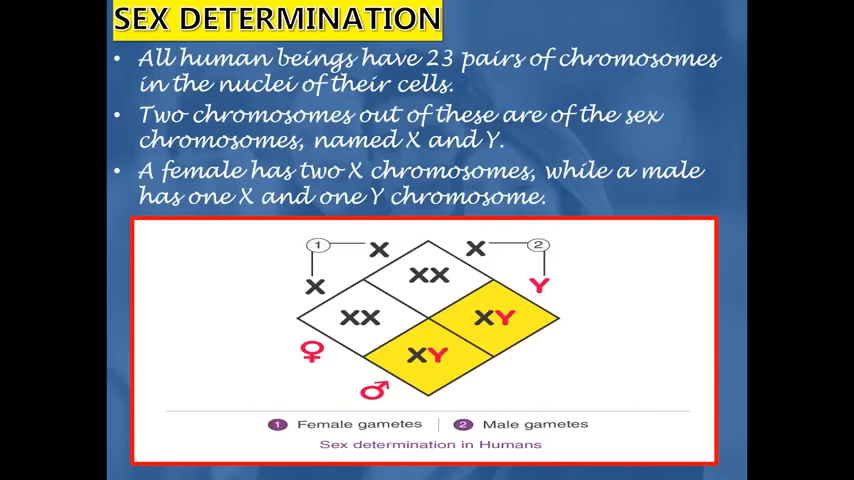 SEX DETERMINATION
• All human beings have 23 pairs of chromosomes
in the nuclei of their cells.
• Two chromosomes out of these are of the sex
chromosomes, named X and Y.
• A female has two X chromosomes, while a male
has one X and one Y chromosome.
1 X X 2
X XX Y
XX XY
♀ XY
♂
1 Female gametes | 2 Male gametes
Sex determination in Humans